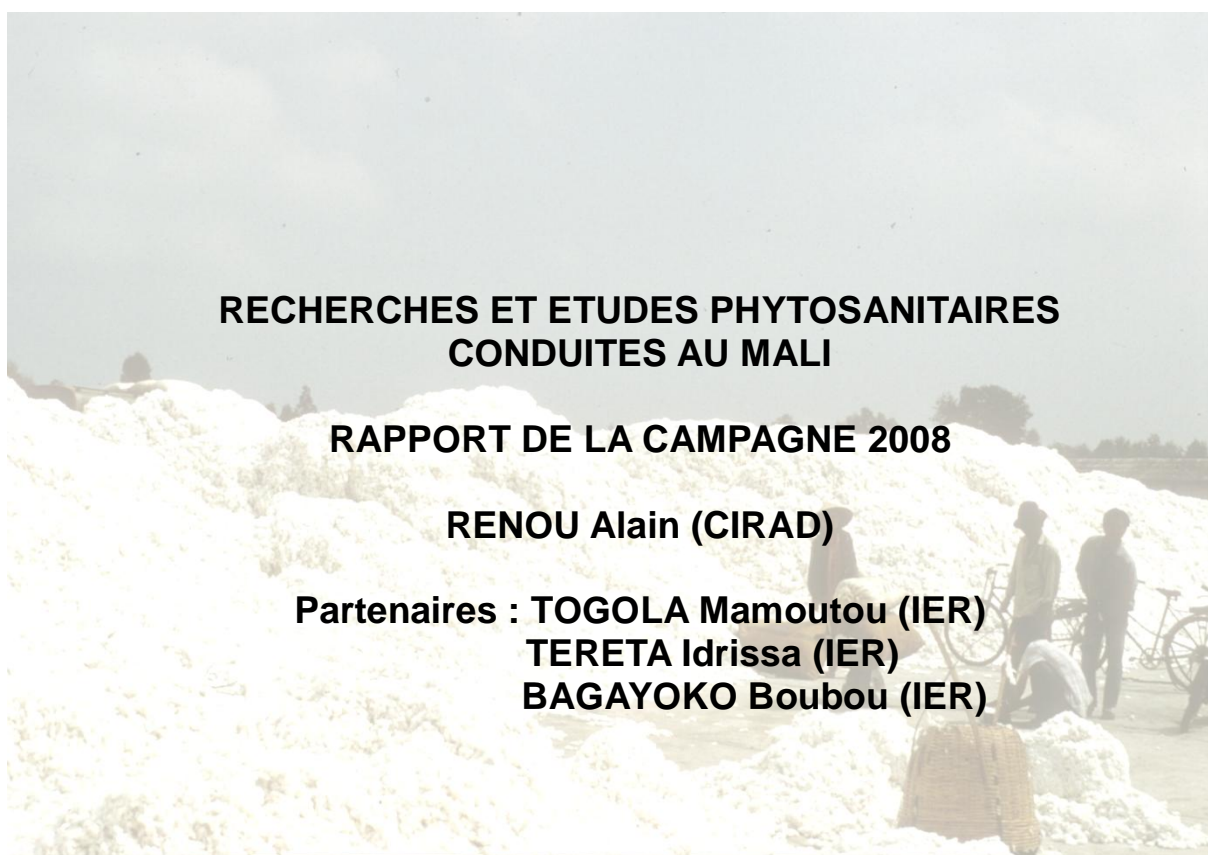 RECHERCHES ET ETUDES PHYTOSANITAIRES
CONDUITES AU MALI
RAPPORT DE LA CAMPAGNE 2008
RENOU Alain (CIRAD)
Partenaires : TOGOLA Mamoutou (IER)
TERETA Idrissa (IER)
BAGAYOKO Boubou (IER)